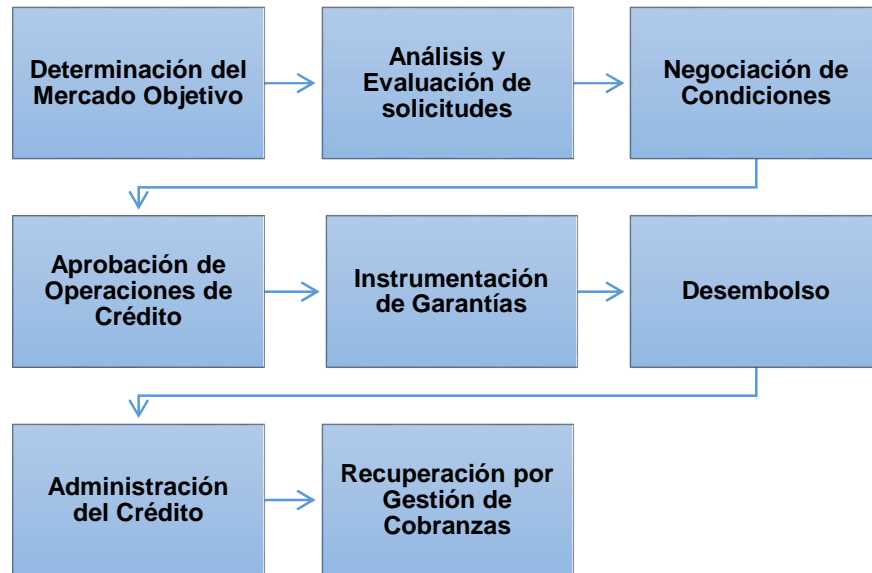 Determinación del
Mercado Objetivo
Análisis y
Evaluación de
solicitudes
Negociación de
Condiciones
Aprobación de
Operaciones de
Crédito
Instrumentación
de Garantías
Desembolso
Administración
del Crédito
Recuperación por
Gestión de
Cobranzas